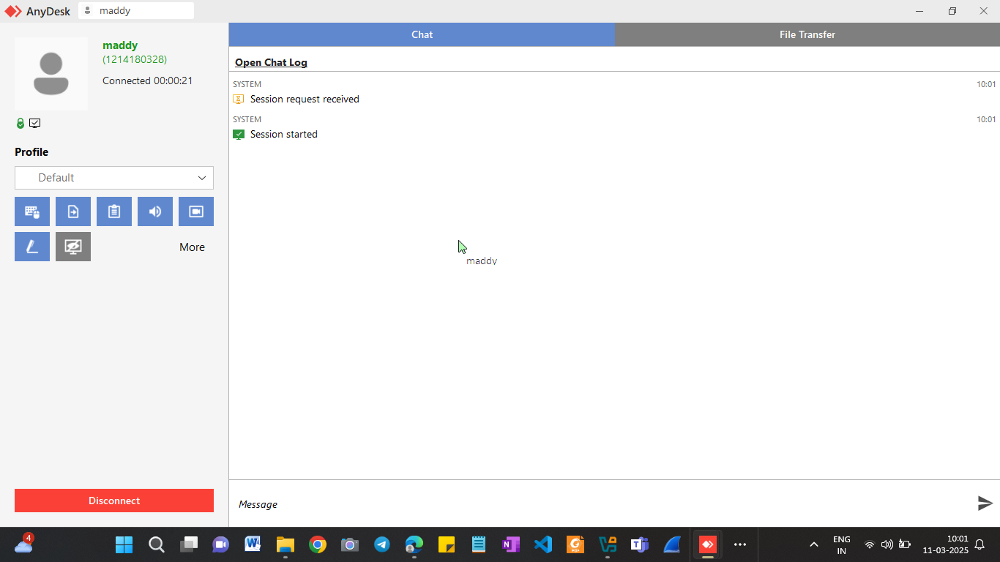 AnyDesk
maddy
maddy
(1214180328)
Connected 00:00:21
Profile
Default
More
Disconnect
Chat
File Transfer
Open Chat Log
SYSTEM 10:01
Session request received
SYSTEM 10:01
Session started
maddy
Message
4
ENG
IN
10:01
11-03-2025